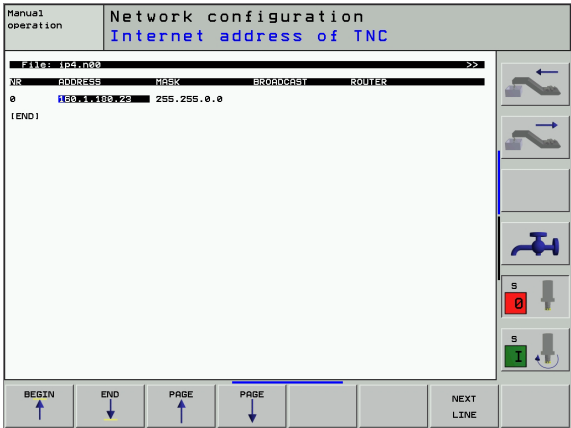 Manual
operation
Network configuration
Internet address of TNC
File: ip4.n00 >>
NR ADDRESS MASK BROADCAST ROUTER
0 160.1.180.23 255.255.0.0
[END]
S
0
S
I
BEGIN END PAGE PAGE NEXT
LINE